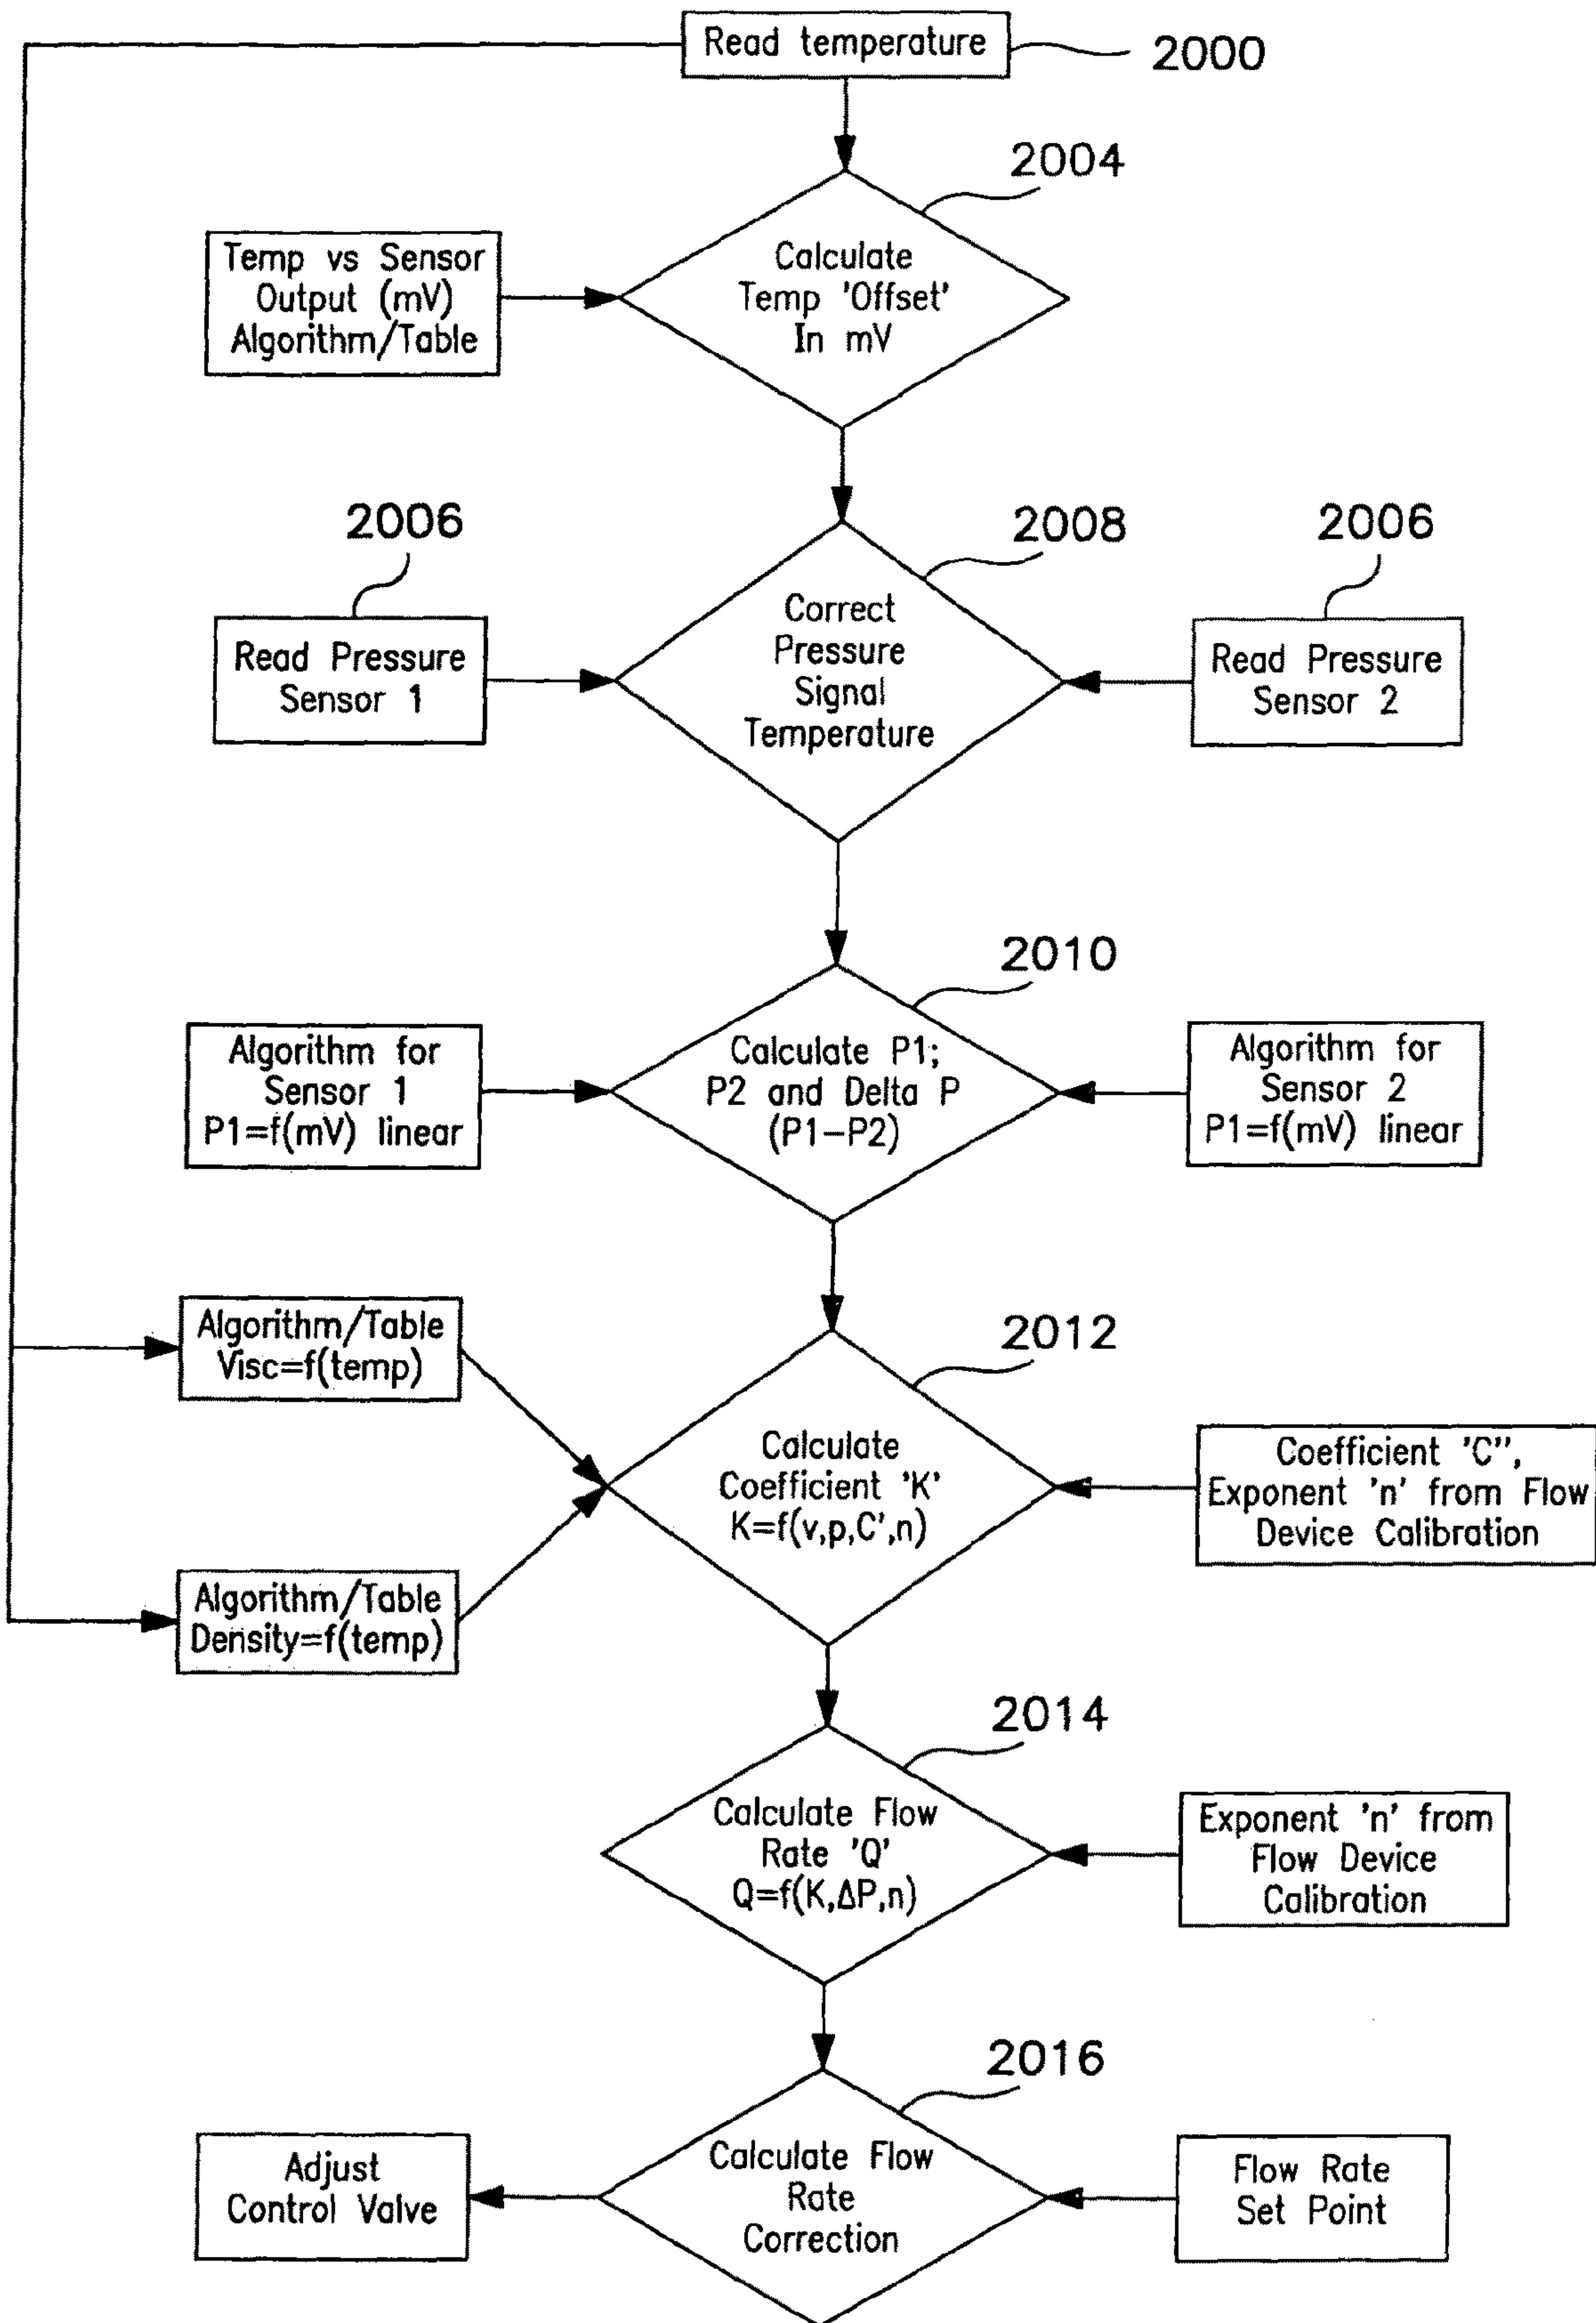 Read temperature
2000
2004
Temp vs Sensor
Output (mV)
Algorithm/Table
Calculate
Temp 'Offset'
In mV
2006
2008
2006
Read Pressure
Sensor 1
Correct
Pressure
Signal
Temperature
Read Pressure
Sensor 2
2010
Algorithm for
Sensor 1
P1=f(mV) linear
Calculate P1;
P2 and Delta P
(P1-P2)
Algorithm for
Sensor 2
P1=f(mV) linear
Algorithm/Table
Visc=f(temp)
2012
Calculate
Coefficient 'K'
K=f(v,p,C',n)
Coefficient 'C'',
Exponent 'n' from Flow
Device Calibration
Algorithm/Table
Density=f(temp)
2014
Calculate Flow
Rate 'Q'
Q=f(K,ΔP,n)
Exponent 'n' from
Flow Device
Calibration
2016
Adjust
Control Valve
Calculate Flow
Rate
Correction
Flow Rate
Set Point